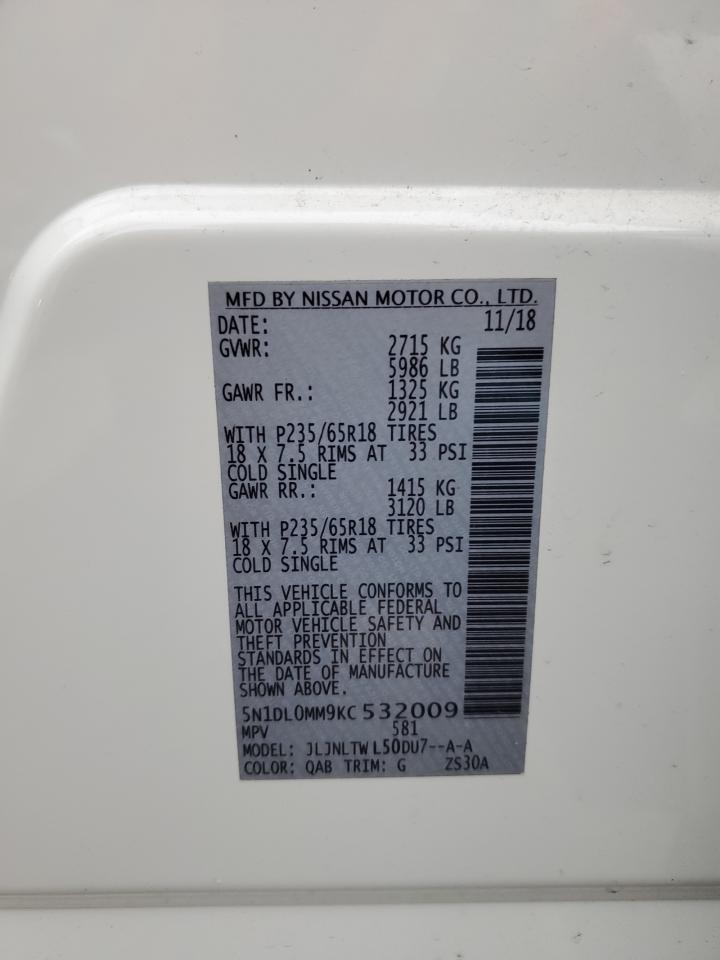 MFD BY NISSAN MOTOR CO., LTD.
DATE: 11/18
GVWR: 2715 KG
5986 LB
GAWR FR.: 1325 KG
2921 LB
WITH P235/65R18 TIRES
18 X 7.5 RIMS AT 33 PSI
COLD SINGLE
GAWR RR.: 1415 KG
3120 LB
WITH P235/65R18 TIRES
18 X 7.5 RIMS AT 33 PSI
COLD SINGLE
THIS VEHICLE CONFORMS TO
ALL APPLICABLE FEDERAL
MOTOR VEHICLE SAFETY AND
THEFT PREVENTION
STANDARDS IN EFFECT ON
THE DATE OF MANUFACTURE
SHOWN ABOVE.
5N1DL0MM9KC 532009
MPV 581
MODEL: JLJNLTW L50DU7--A-A
COLOR: QAB TRIM: G ZS30A